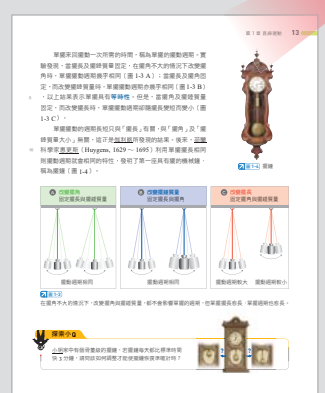 第 1 章 直線運動 13
單擺來回擺動一次所需的時間，稱為單擺的擺動週期。實
驗發現，當擺長及擺錘質量固定，在擺角不大的情況下改變擺
角時，單擺擺動週期幾乎相同（圖 1-3 A）；當擺長及擺角固
定，而改變擺錘質量時，單擺擺動週期亦幾乎相同（圖 1-3 B）
，以上結果表示單擺具有等時性。但是，當擺角及擺錘質量
固定，而改變擺長時，單擺擺動週期卻隨擺長變短而變小（圖
1-3 C）。
單擺擺動的週期長短只與「擺長」有關，與「擺角」及「擺
錘質量大小」無關，這正是伽利略所發現的結果。後來，荷蘭
科學家惠更斯（Huygens, 1629 ～ 1695）利用單擺擺長相同
則擺動週期就會相同的特性，發明了第一座具有擺的機械鐘，
稱為擺鐘（圖 1-4）。
圖 1-4 擺鐘
A 改變擺角
固定擺長與擺錘質量
B 改變擺錘質量
固定擺長與擺角
C 改變擺長
固定擺角與擺錘質量
擺動週期相同
擺動週期相同
擺動週期較大
擺動週期較小
圖 1-3
在擺角不大的情況下，改變擺角與擺錘質量，都不會影響單擺的週期，但單擺擺長愈長，單擺週期也愈長。
探索小Q
小明家中有個骨董級的擺鐘，若擺鐘每天都比標準時間
快 3 分鐘，請問該如何調整才能使擺鐘恢復準確計時？